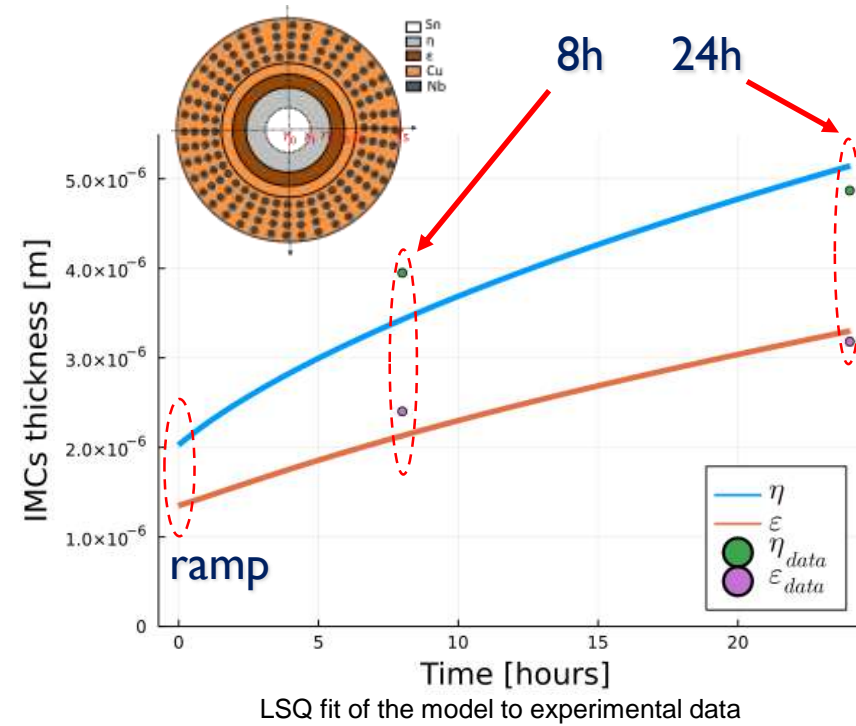 Sn
η
ε
Cu
Nb
8h
24h
5.0×10⁻⁶
4.0×10⁻⁶
3.0×10⁻⁶
2.0×10⁻⁶
1.0×10⁻⁶
0
IMCs thickness [m]
ramp
η
ε
η_data
ε_data
0
5
10
15
20
Time [hours]
LSQ fit of the model to experimental data